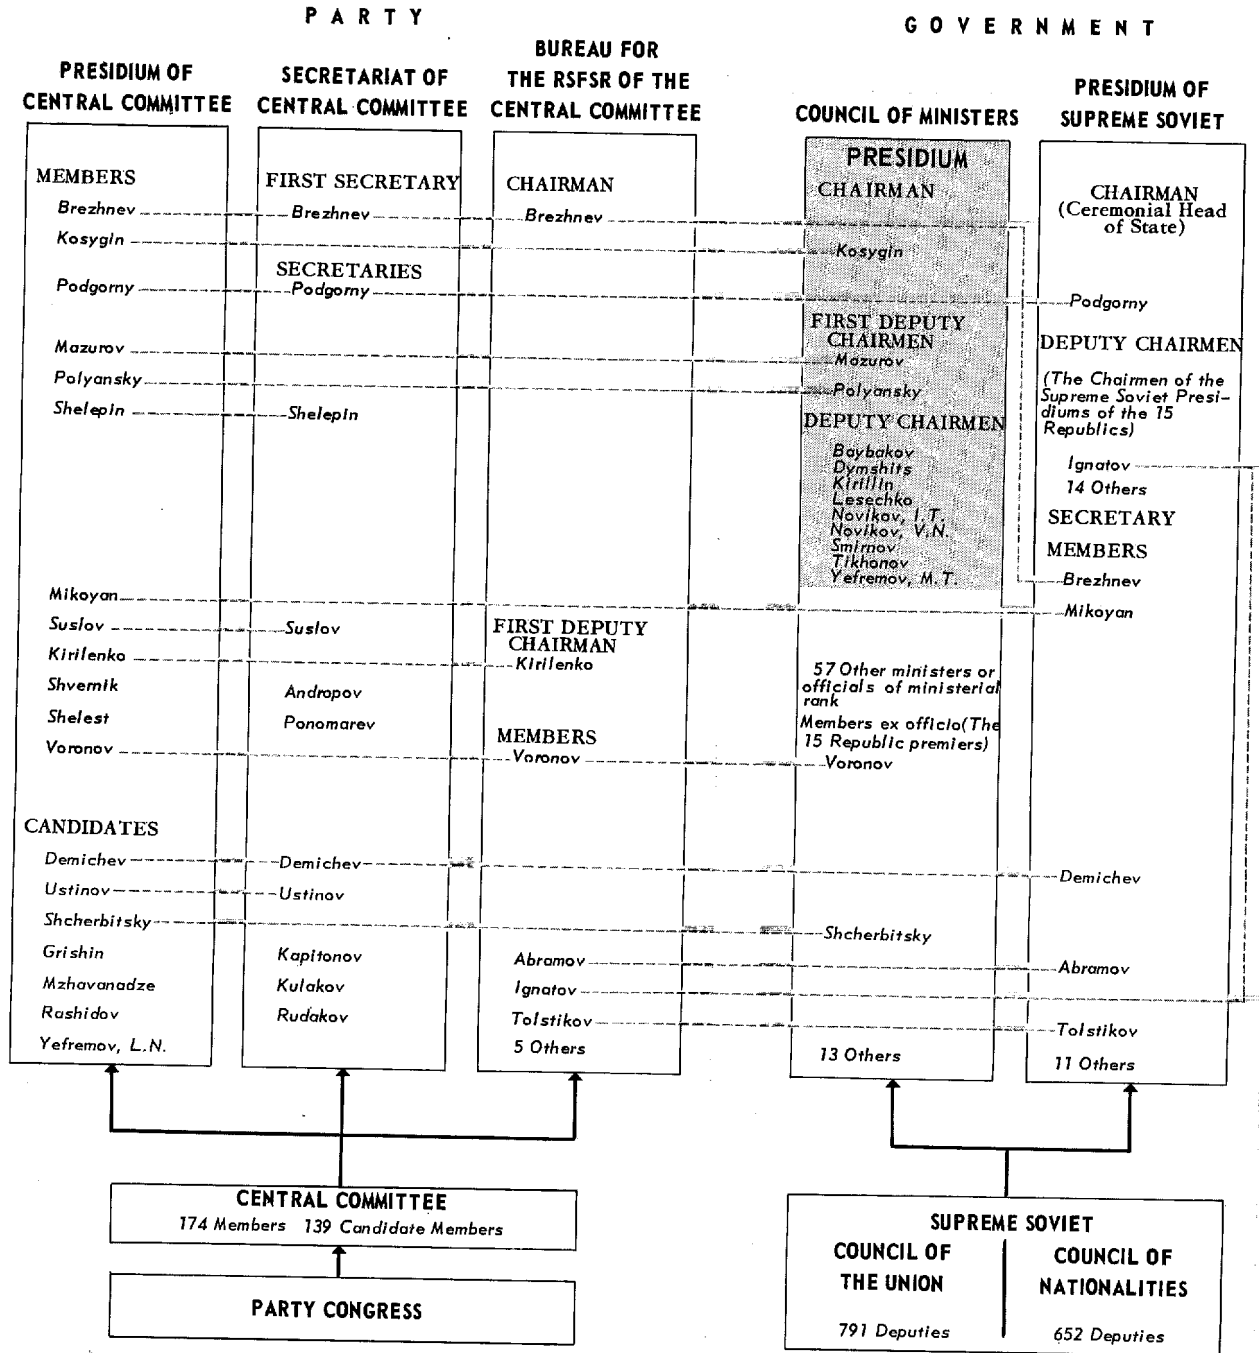 PARTY
GOVERNMENT
PRESIDIUM OF
CENTRAL COMMITTEE
MEMBERS
Brezhnev
Kosygin
Podgorny
Mazurov
Polyansky
Shelepin
Mikoyan
Suslov
Kirilenko
Shvernik
Shelest
Voronov
CANDIDATES
Demichev
Ustinov
Shcherbitsky
Grishin
Mzhavanadze
Rashidov
Yefremov, L.N.
SECRETARIAT OF
CENTRAL COMMITTEE
FIRST SECRETARY
Brezhnev
SECRETARIES
Podgorny
Shelepin
Suslov
Andropov
Ponomarev
Demichev
Ustinov
Kapitonov
Kulakov
Rudakov
BUREAU FOR
THE RSFSR OF THE
CENTRAL COMMITTEE
CHAIRMAN
Brezhnev
FIRST DEPUTY
CHAIRMAN
Kirilenko
MEMBERS
Voronov
Abramov
Ignatov
Tolstikov
5 Others
COUNCIL OF MINISTERS
PRESIDIUM
CHAIRMAN
Kosygin
FIRST DEPUTY
CHAIRMEN
Mazurov
Polyansky
DEPUTY CHAIRMEN
Baybakov
Dymshits
Kirillin
Lesechko
Novikov, I.T.
Novikov, V.N.
Smirnov
Tikhonov
Yefremov, M.T.
57 Other ministers or
officials of ministerial
rank
Members ex officio(The
15 Republic premiers)
Voronov
Shcherbitsky
13 Others
PRESIDIUM OF
SUPREME SOVIET
CHAIRMAN
(Ceremonial Head
of State)
Podgorny
DEPUTY CHAIRMEN
(The Chairmen of the
Supreme Soviet Presi-
diums of the 15
Republics)
Ignatov
14 Others
SECRETARY
MEMBERS
Brezhnev
Mikoyan
Demichev
Abramov
Tolstikov
11 Others
CENTRAL COMMITTEE
174 Members 139 Candidate Members
PARTY CONGRESS
SUPREME SOVIET
COUNCIL OF
THE UNION
791 Deputies
COUNCIL OF
NATIONALITIES
652 Deputies